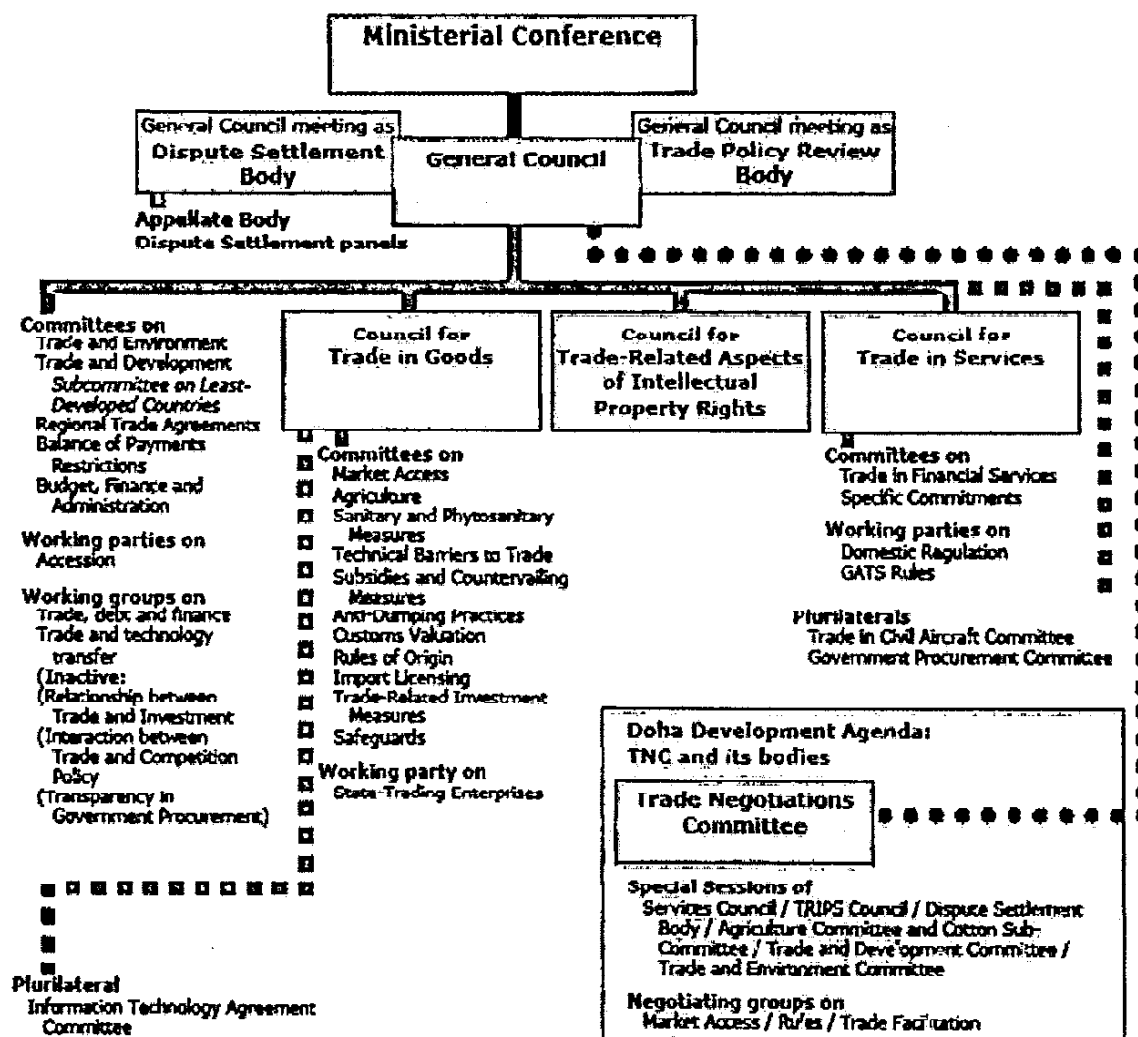 Ministerial Conference
General Council meeting as
Dispute Settlement
Body
General Council
General Council meeting as
Trade Policy Review
Body
Appellate Body
Dispute Settlement panels
Committees on
Trade and Environment
Trade and Development
Subcommittee on Least-
Developed Countries
Regional Trade Agreements
Balance of Payments
Restrictions
Budget, Finance and
Administration
Working parties on
Accession
Working groups on
Trade, debt and finance
Trade and technology
transfer
(Inactive:
(Relationship between
Trade and Investment
(Interaction between
Trade and Competition
Policy
(Transparency in
Government Procurement)
Plurilateral
Information Technology Agreement
Committee
Council for
Trade in Goods
Committees on
Market Access
Agriculture
Sanitary and Phytosanitary
Measures
Technical Barriers to Trade
Subsidies and Countervailing
Measures
Anti-Dumping Practices
Customs Valuation
Rules of Origin
Import Licensing
Trade-Related Investment
Measures
Safeguards
Working party on
State-Trading Enterprises
Council for
Trade-Related Aspects
of Intellectual
Property Rights
Council for
Trade in Services
Committees on
Trade in Financial Services
Specific Commitments
Working parties on
Domestic Regulation
GATS Rules
Plurilaterals
Trade in Civil Aircraft Committee
Government Procurement Committee
Doha Development Agenda:
TNC and its bodies
Trade Negotiations
Committee
Special Sessions of
Services Council / TRIPS Council / Dispute Settlement
Body / Agriculture Committee and Cotton Sub-
Committee / Trade and Development Committee /
Trade and Environment Committee
Negotiating groups on
Market Access / Rules / Trade Facilitation